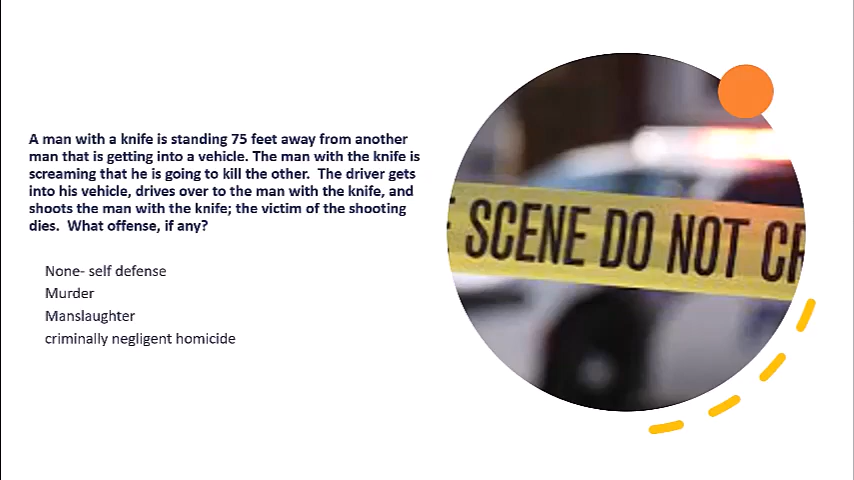 A man with a knife is standing 75 feet away from another
man that is getting into a vehicle. The man with the knife is
screaming that he is going to kill the other.  The driver gets
into his vehicle, drives over to the man with the knife, and
shoots the man with the knife; the victim of the shooting
dies.  What offense, if any?
None- self defense
Murder
Manslaughter
criminally negligent homicide
SCENE DO NOT CR